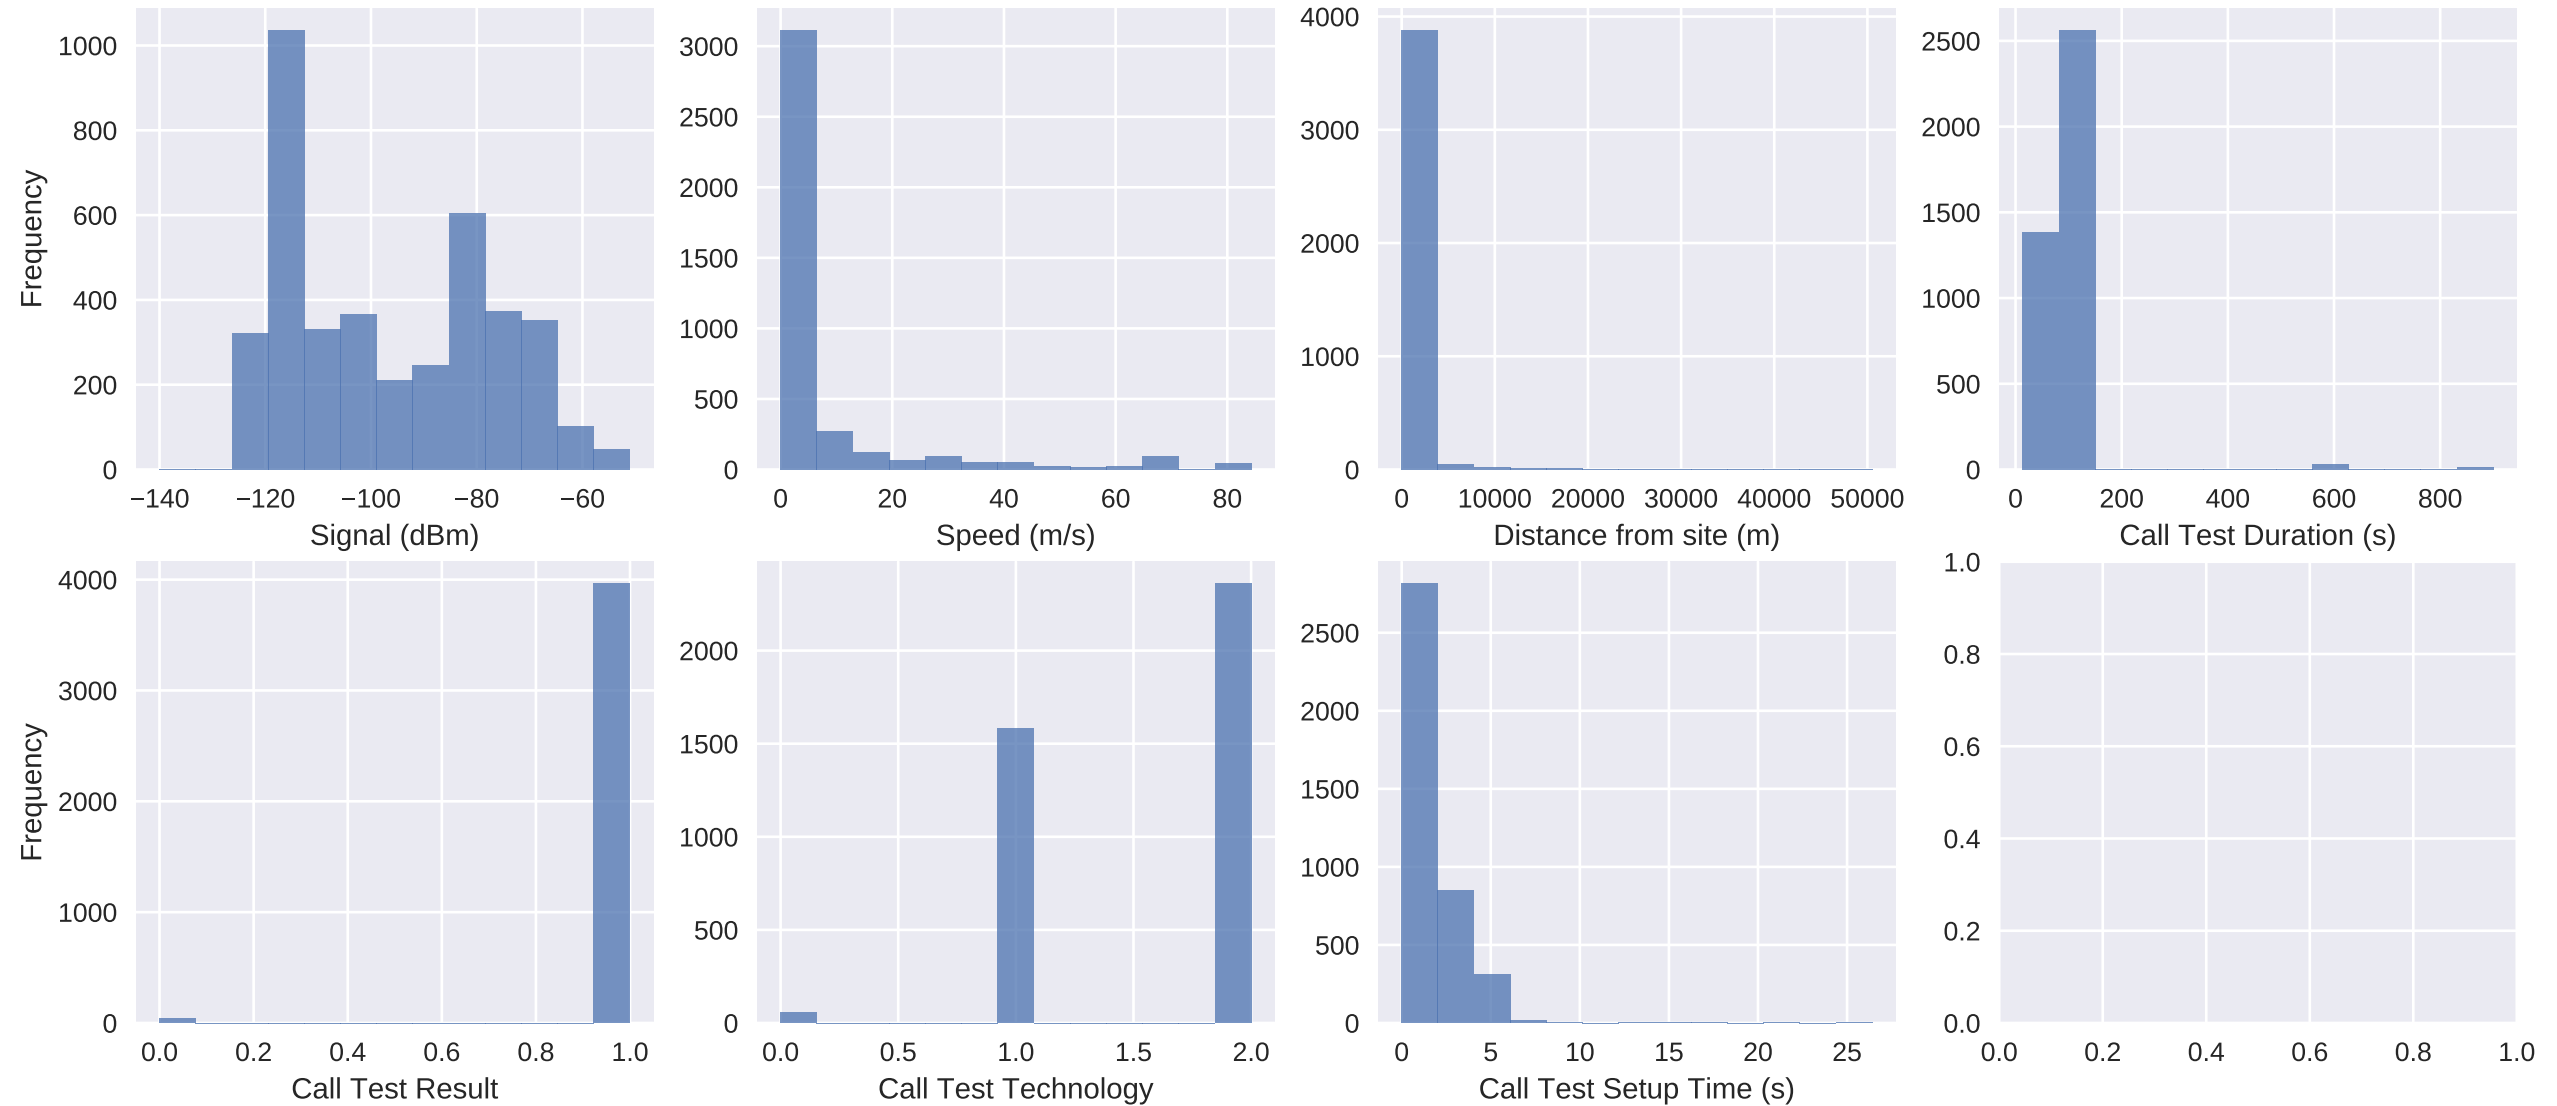 Frequency
1000
800
600
400
200
0
−140 −120 −100 −80 −60
Signal (dBm)
3000
2500
2000
1500
1000
500
0
0 20 40 60 80
Speed (m/s)
4000
3000
2000
1000
0
0 10000 20000 30000 40000 50000
Distance from site (m)
2500
2000
1500
1000
500
0
0 200 400 600 800
Call Test Duration (s)
Frequency
4000
3000
2000
1000
0
0.0 0.2 0.4 0.6 0.8 1.0
Call Test Result
2000
1500
1000
500
0
0.0 0.5 1.0 1.5 2.0
Call Test Technology
2500
2000
1500
1000
500
0
0 5 10 15 20 25
Call Test Setup Time (s)
1.0
0.8
0.6
0.4
0.2
0.0
0.0 0.2 0.4 0.6 0.8 1.0